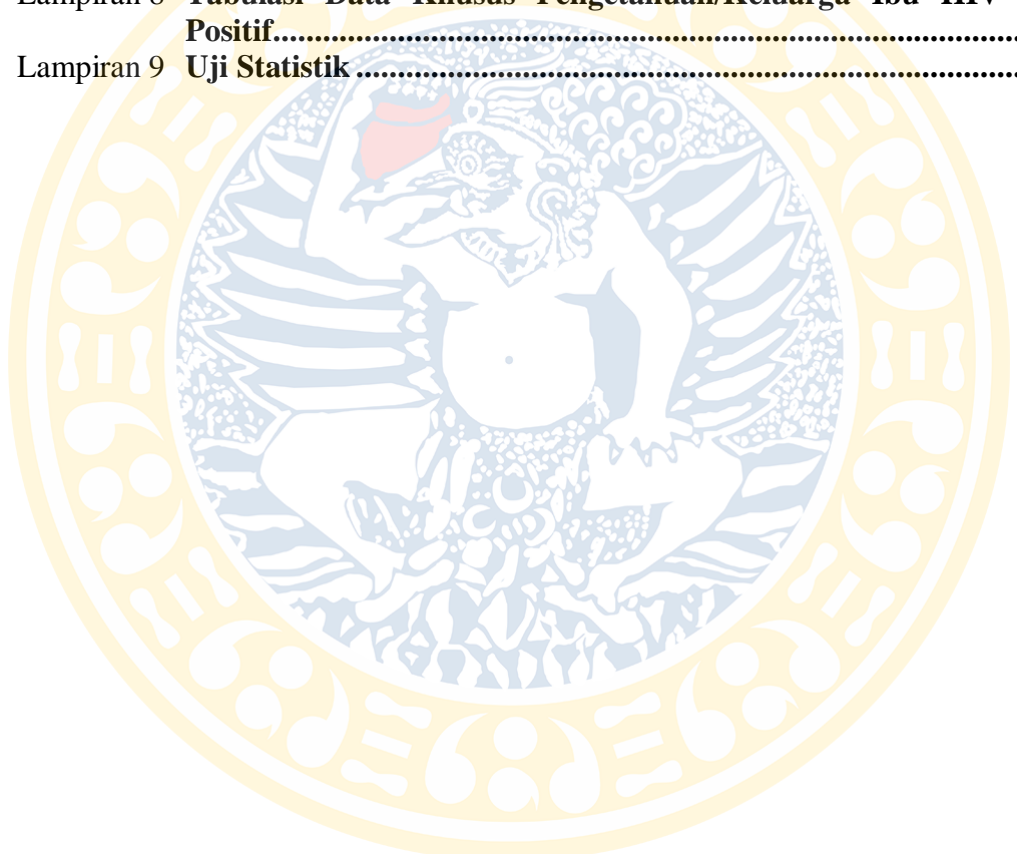 Lampiran 8 Tabulasi Data Khusus Pengetahuan/Keluarga Ibu HIV
Positif....................................................................................................................
Lampiran 9 Uji Statistik....................................................................................................